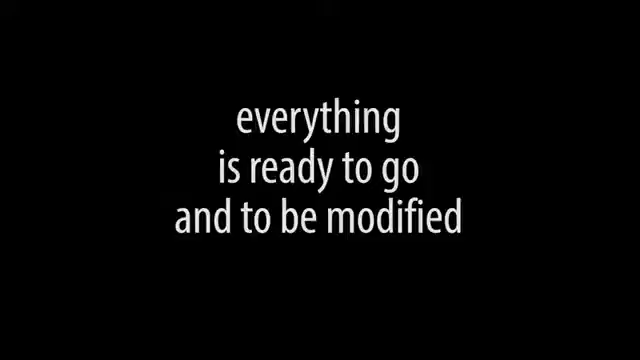 everything
is ready to go
and to be modified